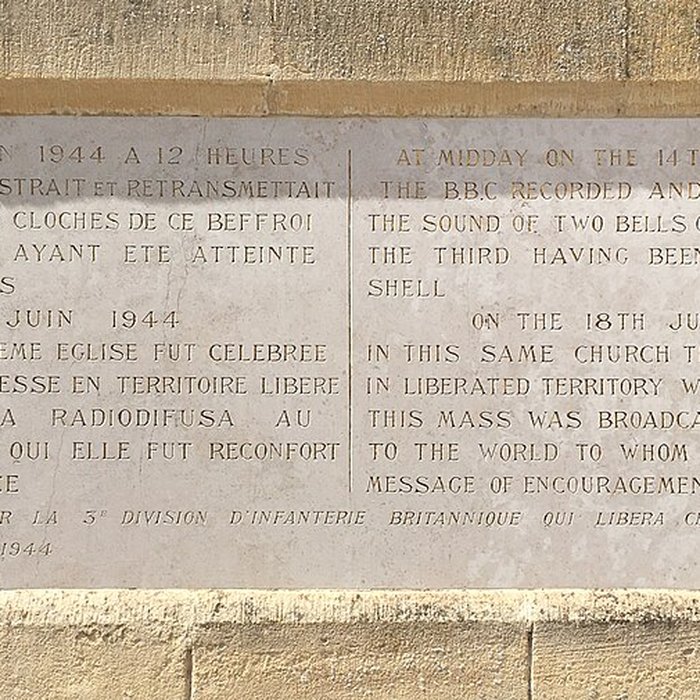 1944 A 12 HEURES
STRAIT ET RETRANSMETTAIT
CLOCHES DE CE BEFFROI
AYANT ETE ATTEINTE
S
JUIN 1944
EME EGLISE FUT CELEBREE
ESSE EN TERRITOIRE LIBERE
A RADIODIFUSA AU
QUI ELLE FUT RECONFORT
EE
AT MIDDAY ON THE 14T
THE B.B.C RECORDED AND
THE SOUND OF TWO BELLS
THE THIRD HAVING BEEN
SHELL
ON THE 18TH JU
IN THIS SAME CHURCH T
IN LIBERATED TERRITORY W
THIS MASS WAS BROADCA
TO THE WORLD TO WHOM
MESSAGE OF ENCOURAGEMEN
R LA 3E DIVISION D'INFANTERIE BRITANNIQUE QUI LIBERA
1944